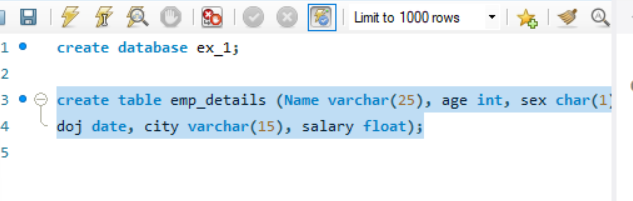 Limit to 1000 rows
1 create database ex_1;
2
3 create table emp_details (Name varchar(25), age int, sex char(1)
4 doj date, city varchar(15), salary float);
5